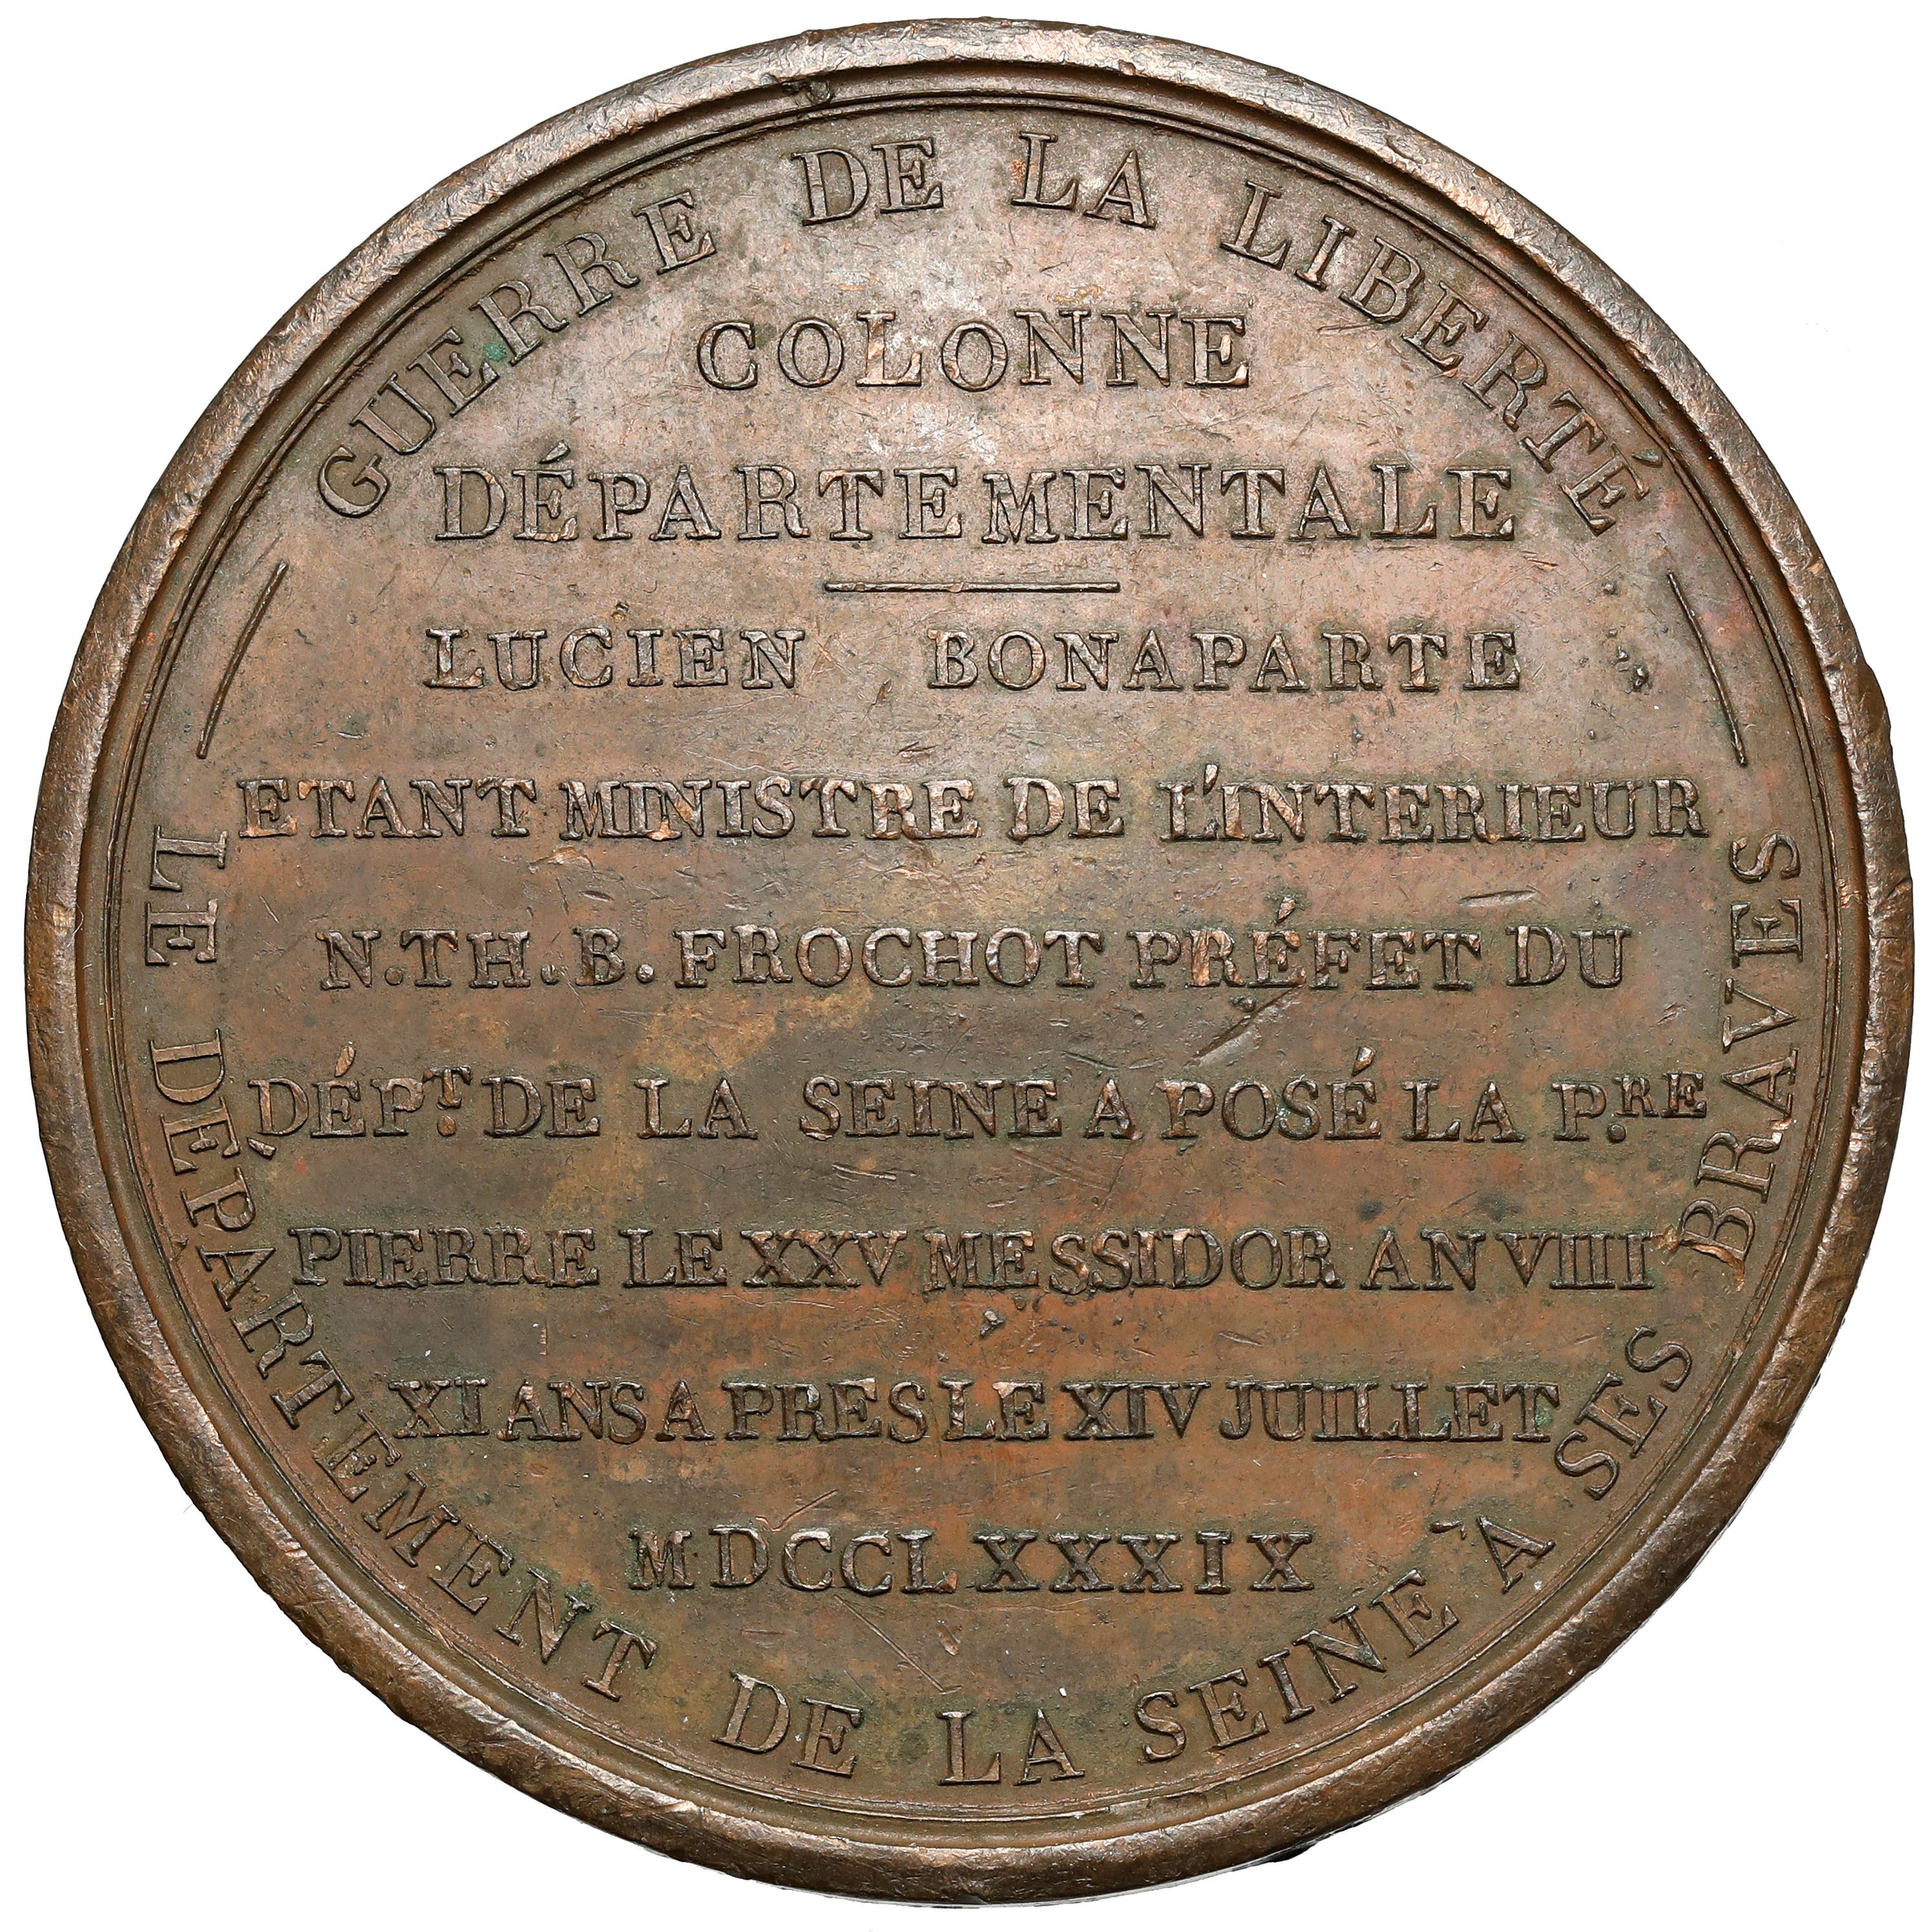 GUERRE DE LA LIBERTÉ
COLONNE
DÉPARTEMENTALE
LUCIEN BONAPARTE
ETANT MINISTRE DE L'INTERIEUR
N.TH.B. FROCHOT PRÉFET DU
DÉPT. DE LA SEINE A POSÉ LA P.RE
PIERRE LE XXV MESSIDOR AN VIIII
XI ANS APRES LE XIV JUILLET
MDCCLXXXIX
LE DÉPARTEMENT DE LA SEINE À SES BRAVES